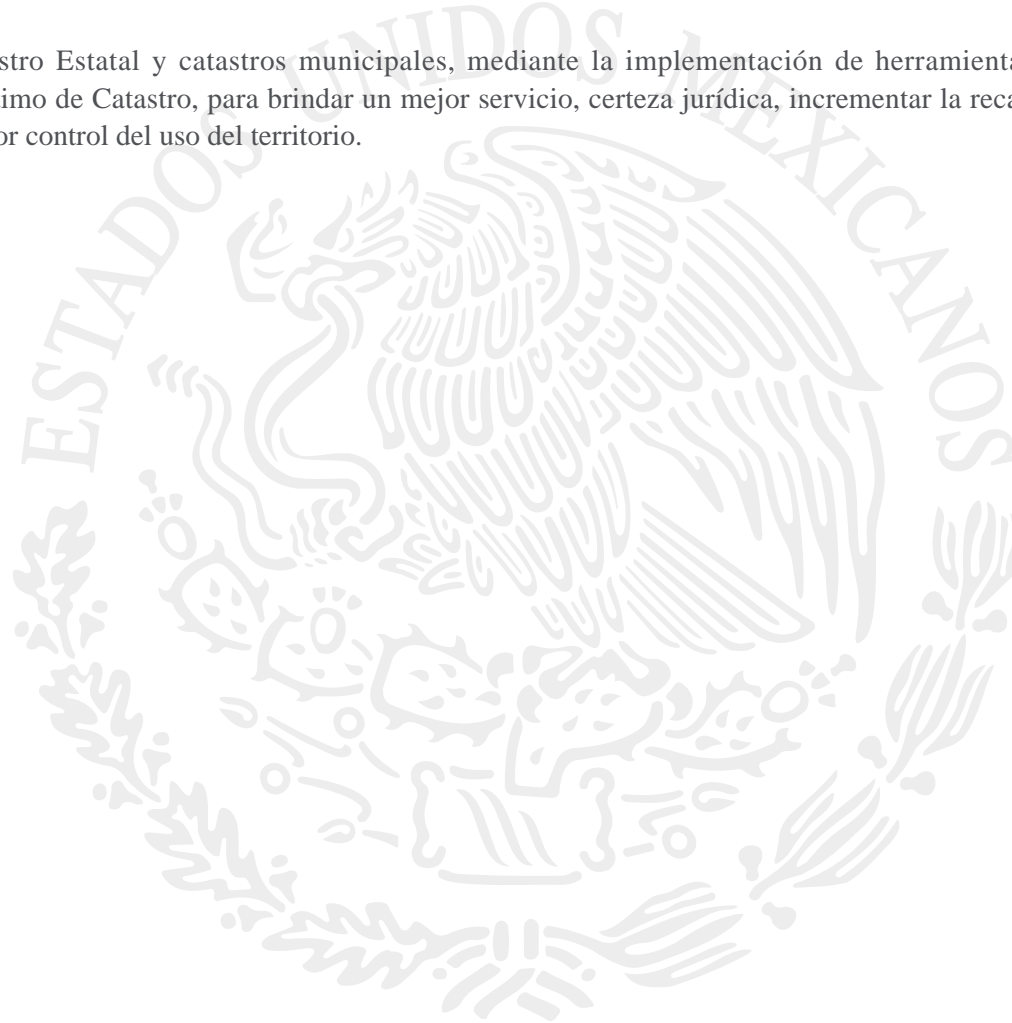 stro Estatal y catastros municipales, mediante la implementación de herramienta
timo de Catastro, para brindar un mejor servicio, certeza jurídica, incrementar la reca
or control del uso del territorio.
ESTADOS UNIDOS MEXICANOS